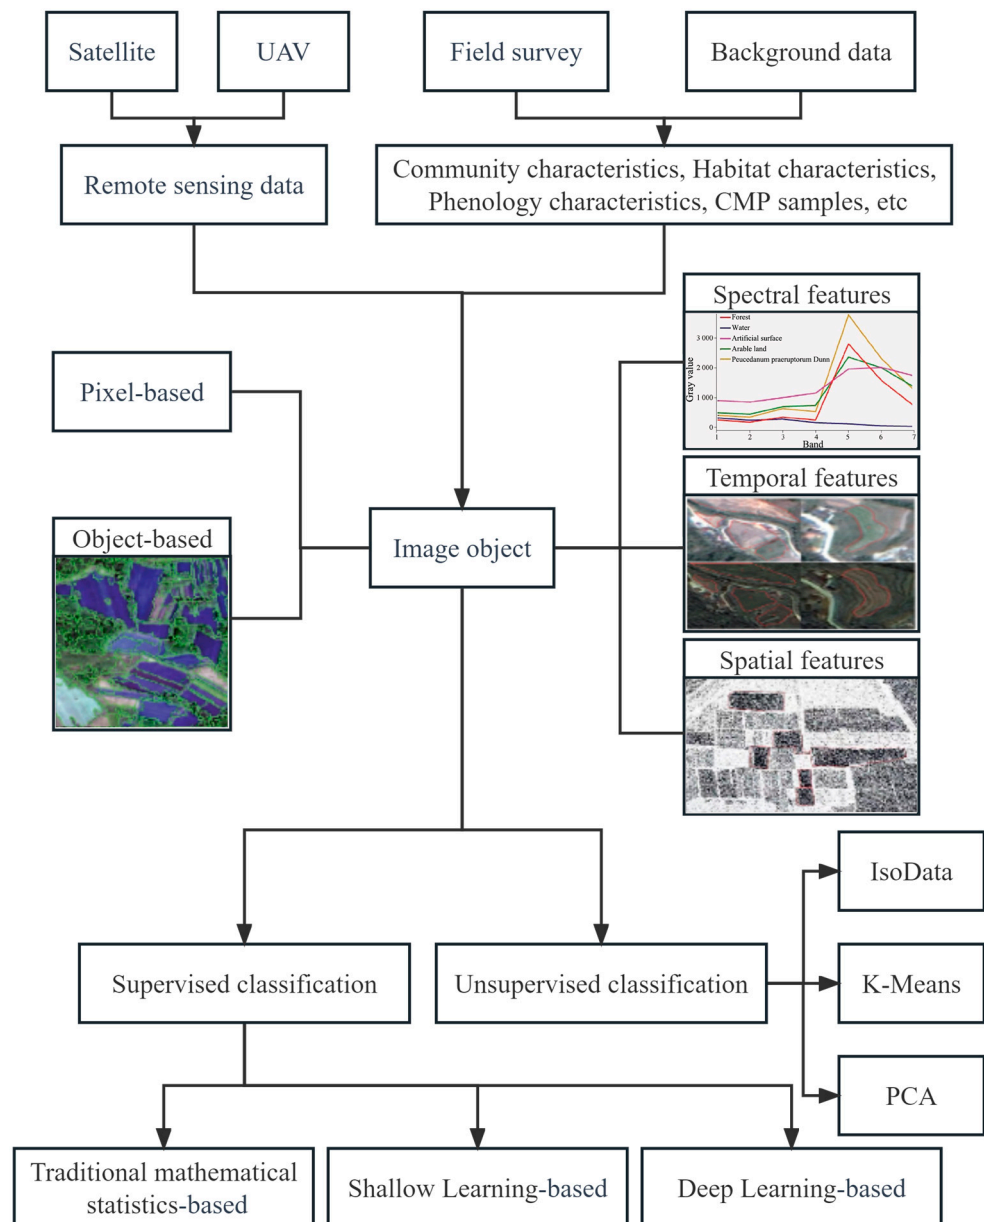 Satellite
UAV
Field survey
Background data
Remote sensing data
Community characteristics, Habitat characteristics,
Phenology characteristics, CMP samples, etc
Spectral features
Forest
Water
Artificial surface
Arable land
Peucedanum praeruptorum Dunn
Gray value
3 000
2 000
1 000
0
1 2 3 4 5 6 7
Band
Pixel-based
Temporal features
Object-based
Image object
Spatial features
IsoData
Supervised classification
Unsupervised classification
K-Means
PCA
Traditional mathematical
statistics-based
Shallow Learning-based
Deep Learning-based